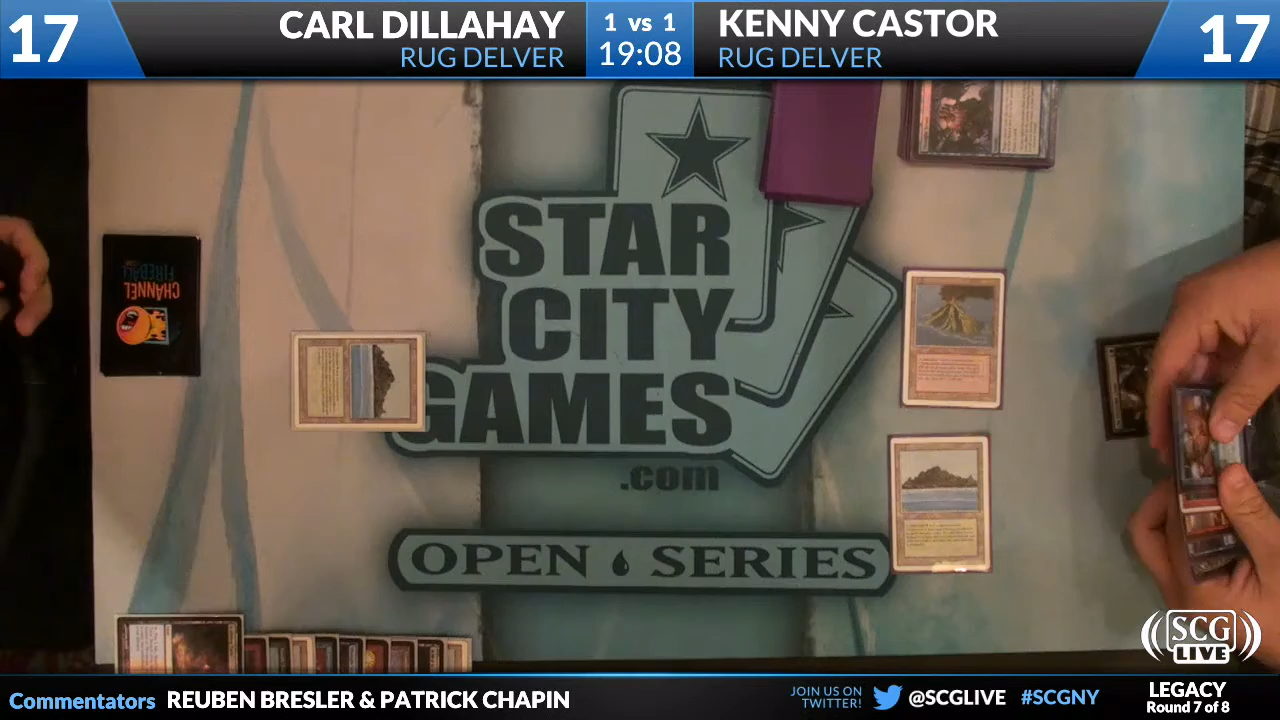 17
CARL DILLAHAY
RUG DELVER
1 vs 1
19:08
KENNY CASTOR
RUG DELVER
17
CHANNEL
FIREBALL
STAR
CITY
GAMES
.com
OPEN SERIES
SCG
LIVE
Commentators REUBEN BRESLER & PATRICK CHAPIN
JOIN US ON
TWITTER!
@SCGLIVE #SCGNY
LEGACY
Round 7 of 8